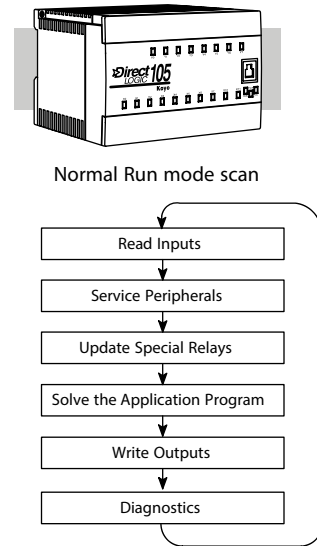 Direct
LOGIC 105
Koyo
Normal Run mode scan
Read Inputs
Service Peripherals
Update Special Relays
Solve the Application Program
Write Outputs
Diagnostics